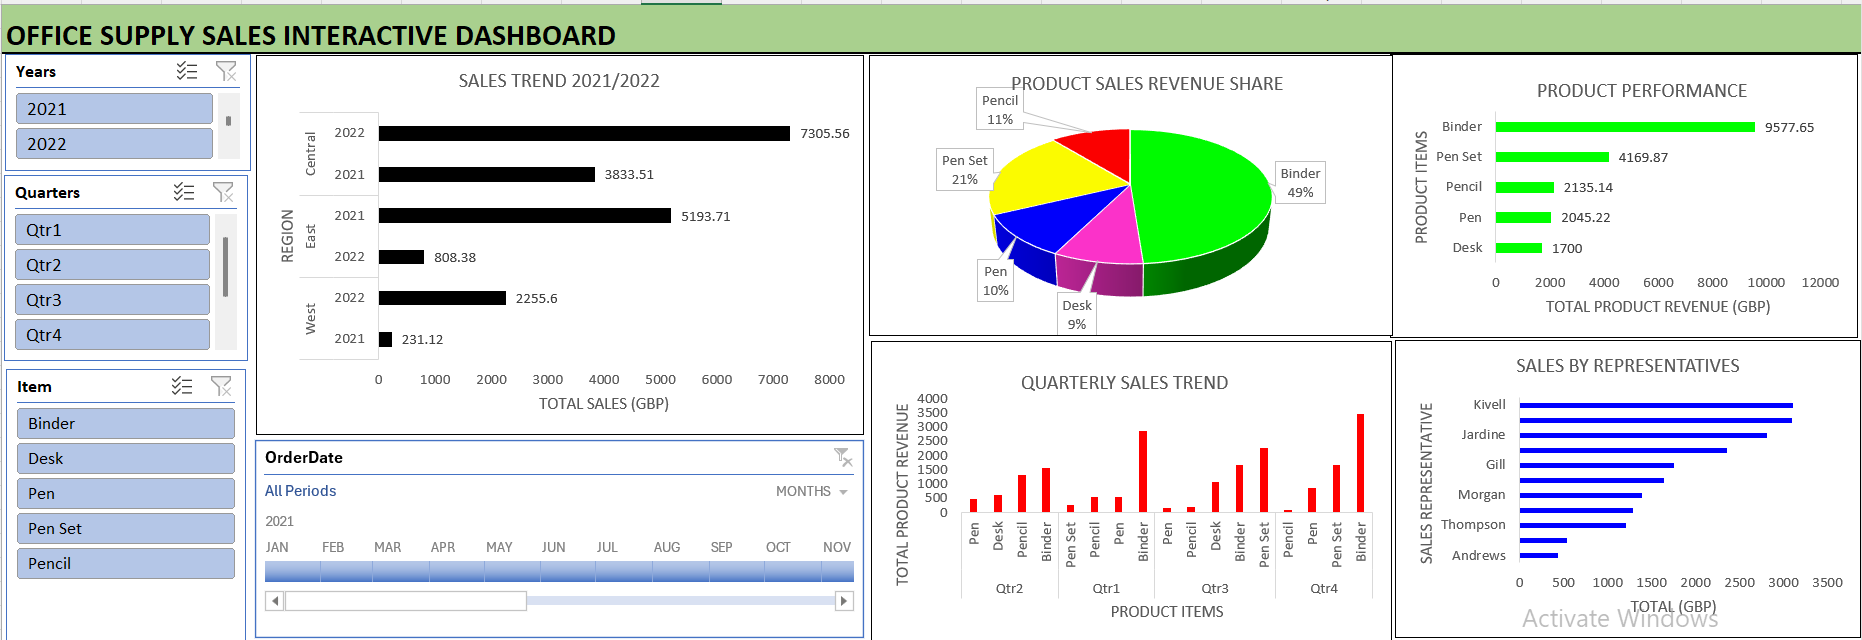 OFFICE SUPPLY SALES INTERACTIVE DASHBOARD
Years
2021
2022
Quarters
Qtr1
Qtr2
Qtr3
Qtr4
Item
Binder
Desk
Pen
Pen Set
Pencil
SALES TREND 2021/2022
REGION
Central
2022
7305.56
2021
3833.51
East
2021
5193.71
2022
808.38
West
2022
2255.6
2021
231.12
0 1000 2000 3000 4000 5000 6000 7000 8000
TOTAL SALES (GBP)
OrderDate
All Periods
MONTHS
2021
JAN FEB MAR APR MAY JUN JUL AUG SEP OCT NOV
PRODUCT SALES REVENUE SHARE
Pencil
11%
Pen Set
21%
Binder
49%
Pen
10%
Desk
9%
PRODUCT PERFORMANCE
PRODUCT ITEMS
Binder 9577.65
Pen Set 4169.87
Pencil 2135.14
Pen 2045.22
Desk 1700
0 2000 4000 6000 8000 10000 12000
TOTAL PRODUCT REVENUE (GBP)
QUARTERLY SALES TREND
TOTAL PRODUCT REVENUE
4000
3500
3000
2500
2000
1500
1000
500
0
Pen Desk Pencil Binder Pen Set Pencil Pen Binder Pen Pencil Desk Binder Pen Set Pencil Pen Pen Set Binder
Qtr2 Qtr1 Qtr3 Qtr4
PRODUCT ITEMS
SALES BY REPRESENTATIVES
SALES REPRESENTATIVE
Kivell
Jardine
Gill
Morgan
Thompson
Andrews
0 500 1000 1500 2000 2500 3000 3500
TOTAL (GBP)
Activate Windows